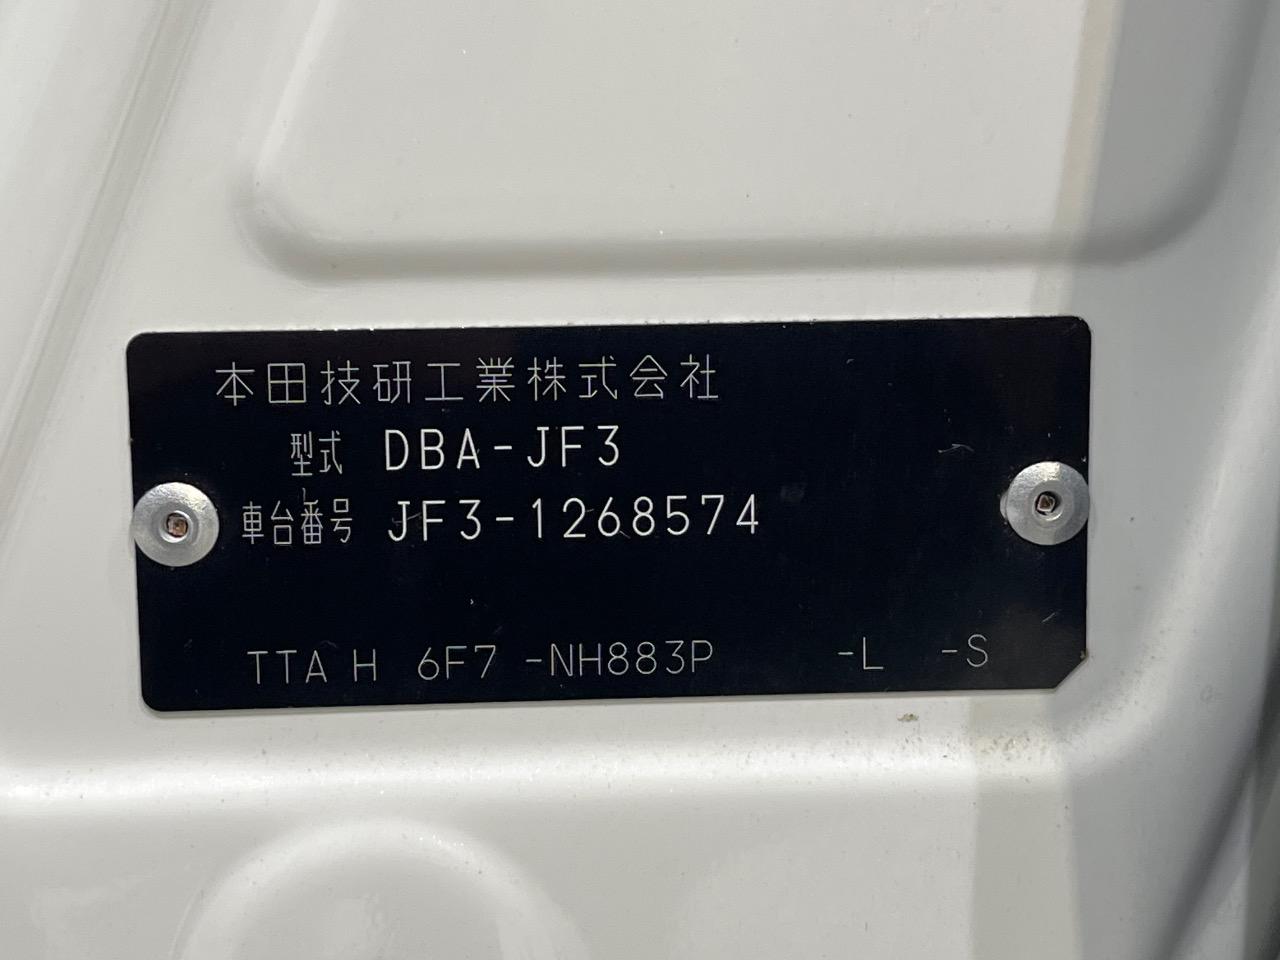 本田技研工業株式会社
型式 DBA-JF3
車台番号 JF3-1268574
TTA H 6F7 -NH883P -L -S